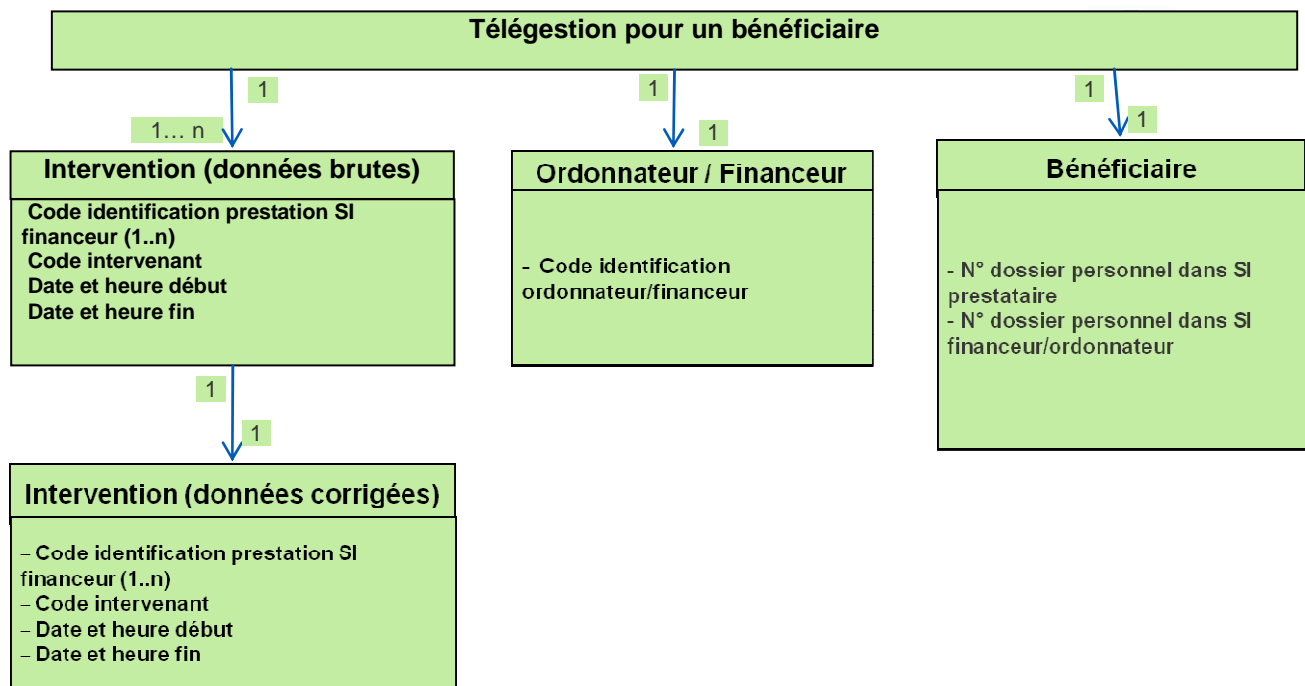 Télégestion pour un bénéficiaire
1
1
1
1... n
1
1
Intervention (données brutes)
Code identification prestation SI
financeur (1..n)
Code intervenant
Date et heure début
Date et heure fin
Ordonnateur / Financeur
- Code identification
ordonnateur/financeur
Bénéficiaire
- N° dossier personnel dans SI
prestataire
- N° dossier personnel dans SI
financeur/ordonnateur
1
1
Intervention (données corrigées)
– Code identification prestation SI
financeur (1..n)
– Code intervenant
– Date et heure début
– Date et heure fin